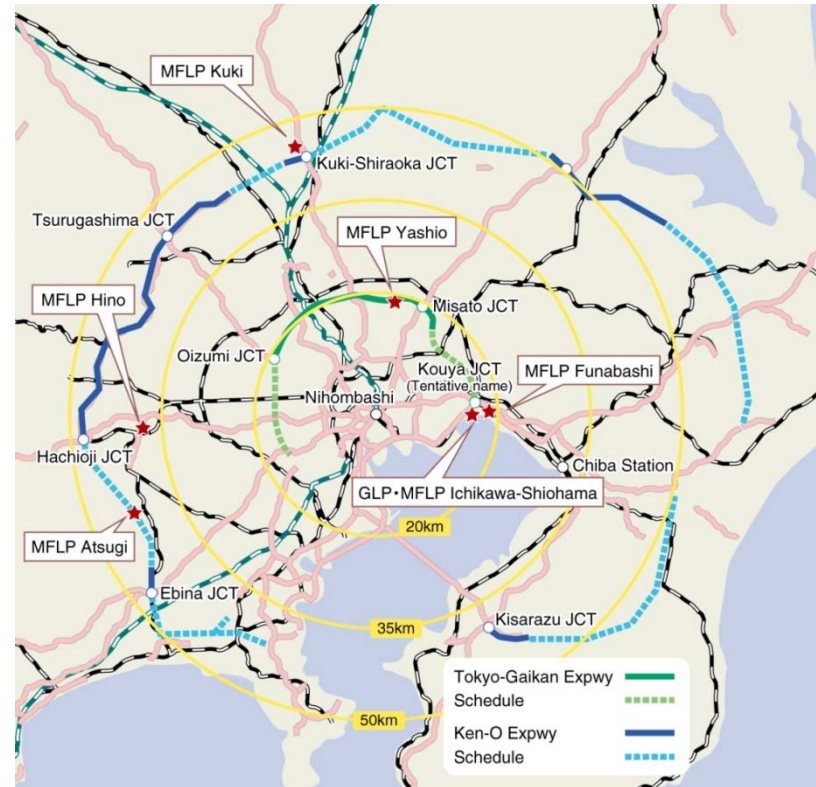 MFLP Kuki
Kuki-Shiraoka JCT
Tsurugashima JCT
MFLP Yashio
MFLP Hino
Misato JCT
Oizumi JCT
Kouya JCT
(Tentative name)
MFLP Funabashi
Nihombashi
Hachioji JCT
Chiba Station
GLP•MFLP Ichikawa-Shiohama
MFLP Atsugi
20km
Ebina JCT
35km
Kisarazu JCT
50km
Tokyo-Gaikan Expwy
Schedule
Ken-O Expwy
Schedule